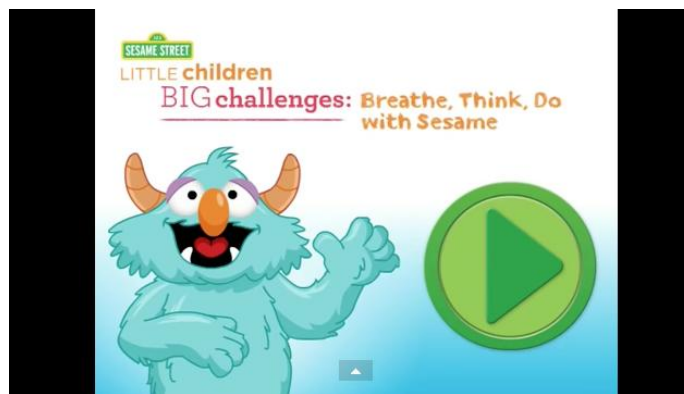 SESAME STREET
LITTLE children
BIG challenges: Breathe, Think, Do
with Sesame